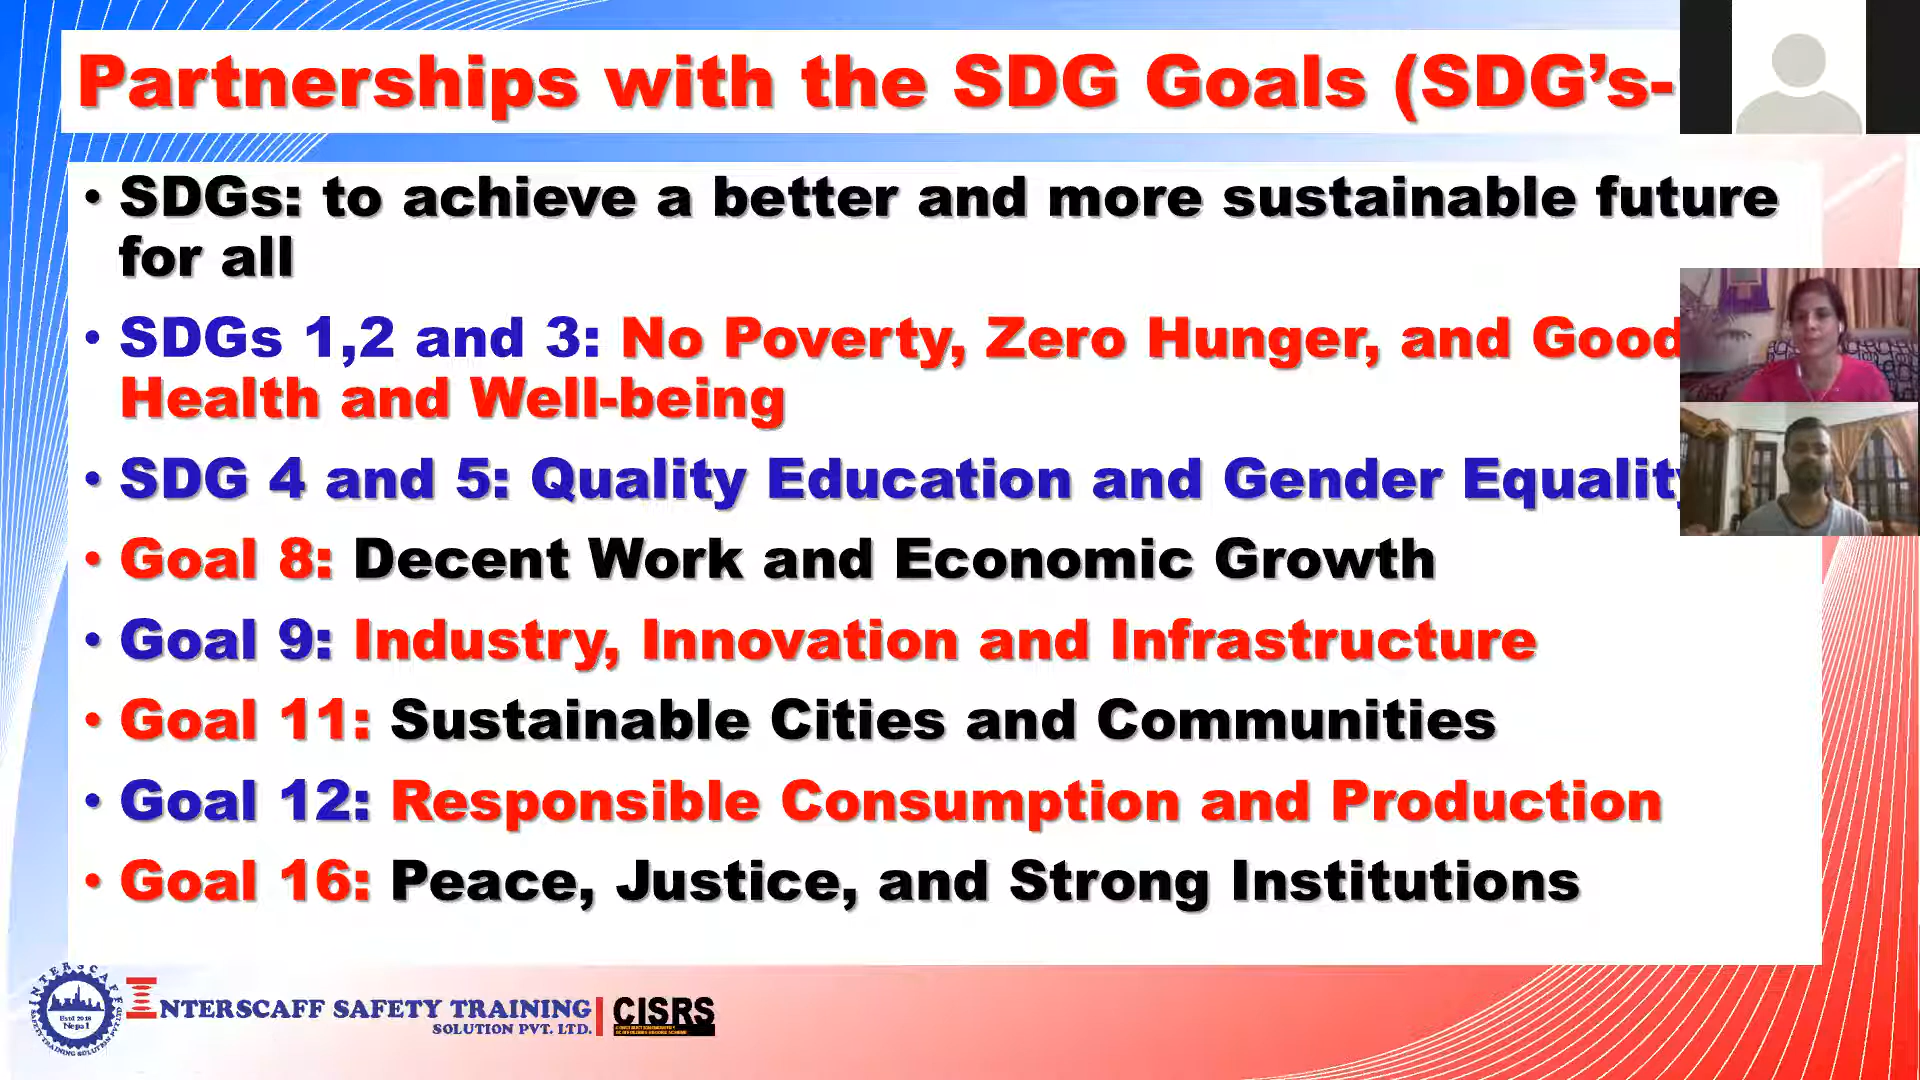 Partnerships with the SDG Goals (SDG’s-
• SDGs: to achieve a better and more sustainable future
for all
• SDGs 1,2 and 3: No Poverty, Zero Hunger, and Good
Health and Well-being
• SDG 4 and 5: Quality Education and Gender Equality
• Goal 8: Decent Work and Economic Growth
• Goal 9: Industry, Innovation and Infrastructure
• Goal 11: Sustainable Cities and Communities
• Goal 12: Responsible Consumption and Production
• Goal 16: Peace, Justice, and Strong Institutions
Estd 2018
Nepal
INTERSCAFF SAFETY TRAINING
SOLUTION PVT. LTD.
CISRS